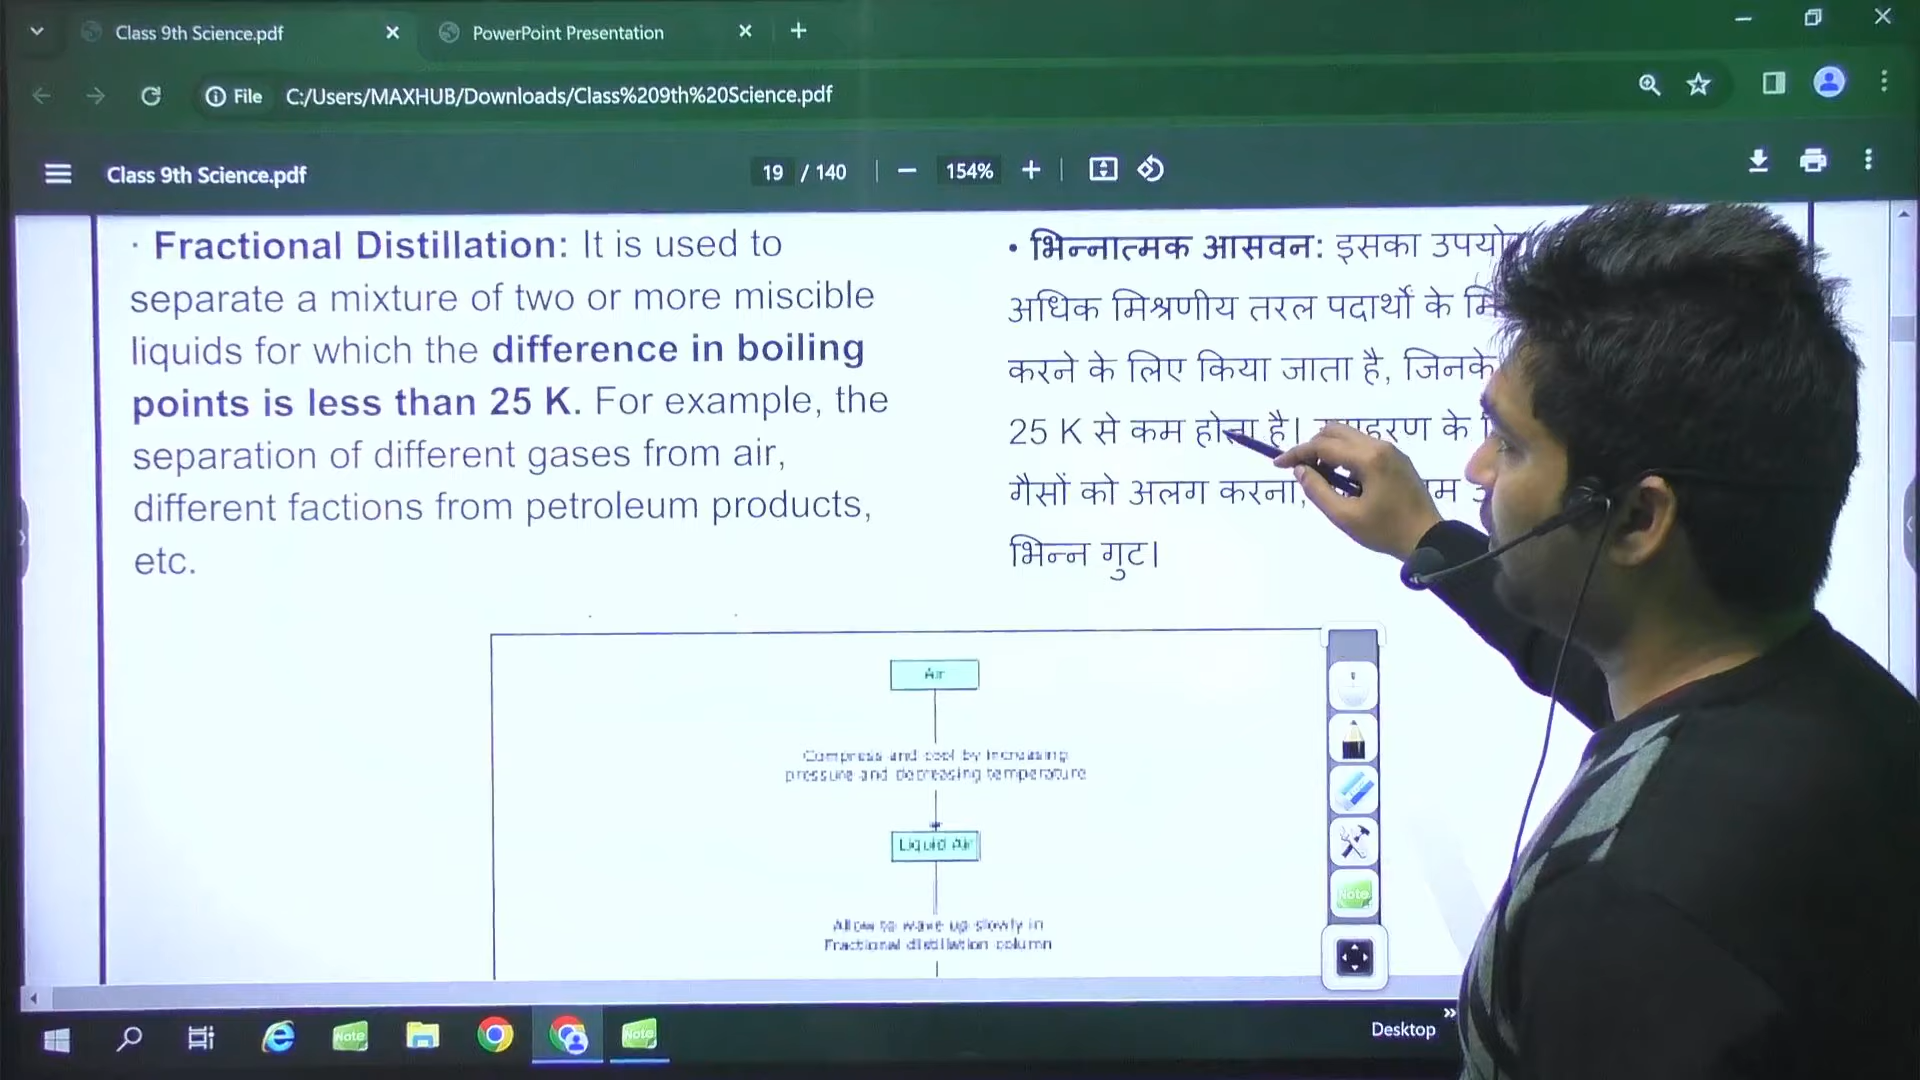 Class 9th Science.pdf
PowerPoint Presentation
File
C:/Users/MAXHUB/Downloads/Class%209th%20Science.pdf
Class 9th Science.pdf
19 / 140
154%
· Fractional Distillation: It is used to
separate a mixture of two or more miscible
liquids for which the difference in boiling
points is less than 25 K. For example, the
separation of different gases from air,
different factions from petroleum products,
etc.
• भिन्नात्मक आसवन: इसका
अधिक मिश्रणीय तरल पदार्थों के
करने के लिए किया जाता है, जिनके
25 K से कम होता है। के
गैसों को अलग करना,
भिन्न गुट।
Air
Compress and cool by increasing
pressure and decreasing temperature
Liquid Air
Allow to
up slowly in
Fractional distillation column
Note
Note
Note
Desktop